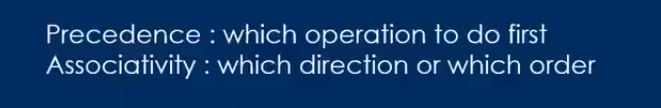 Precedence : which operation to do first
Associativity : which direction or which order